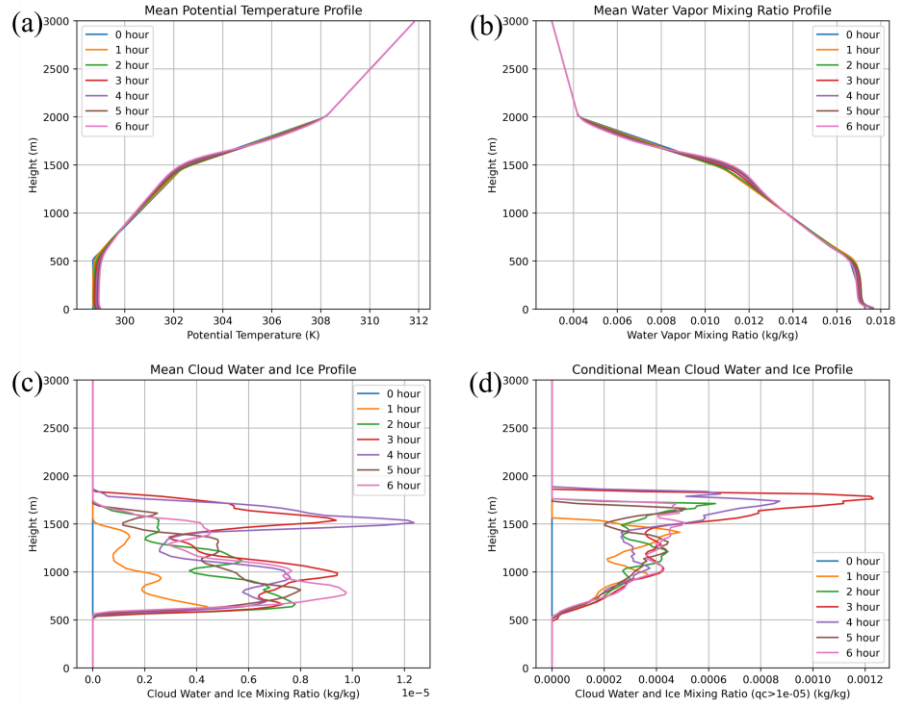 (a)
Mean Potential Temperature Profile
3000
2500
2000
1500
1000
500
0
Height (m)
0 hour
1 hour
2 hour
3 hour
4 hour
5 hour
6 hour
300 302 304 306 308 310 312
Potential Temperature (K)
(b)
Mean Water Vapor Mixing Ratio Profile
3000
2500
2000
1500
1000
500
0
Height (m)
0 hour
1 hour
2 hour
3 hour
4 hour
5 hour
6 hour
0.004 0.006 0.008 0.010 0.012 0.014 0.016 0.018
Water Vapor Mixing Ratio (kg/kg)
(c)
Mean Cloud Water and Ice Profile
3000
2500
2000
1500
1000
500
0
Height (m)
0 hour
1 hour
2 hour
3 hour
4 hour
5 hour
6 hour
0.0 0.2 0.4 0.6 0.8 1.0 1.2
Cloud Water and Ice Mixing Ratio (kg/kg)
1e−5
(d)
Conditional Mean Cloud Water and Ice Profile
3000
2500
2000
1500
1000
500
0
Height (m)
0 hour
1 hour
2 hour
3 hour
4 hour
5 hour
6 hour
0.0000 0.0002 0.0004 0.0006 0.0008 0.0010 0.0012
Cloud Water and Ice Mixing Ratio (qc>1e-05) (kg/kg)